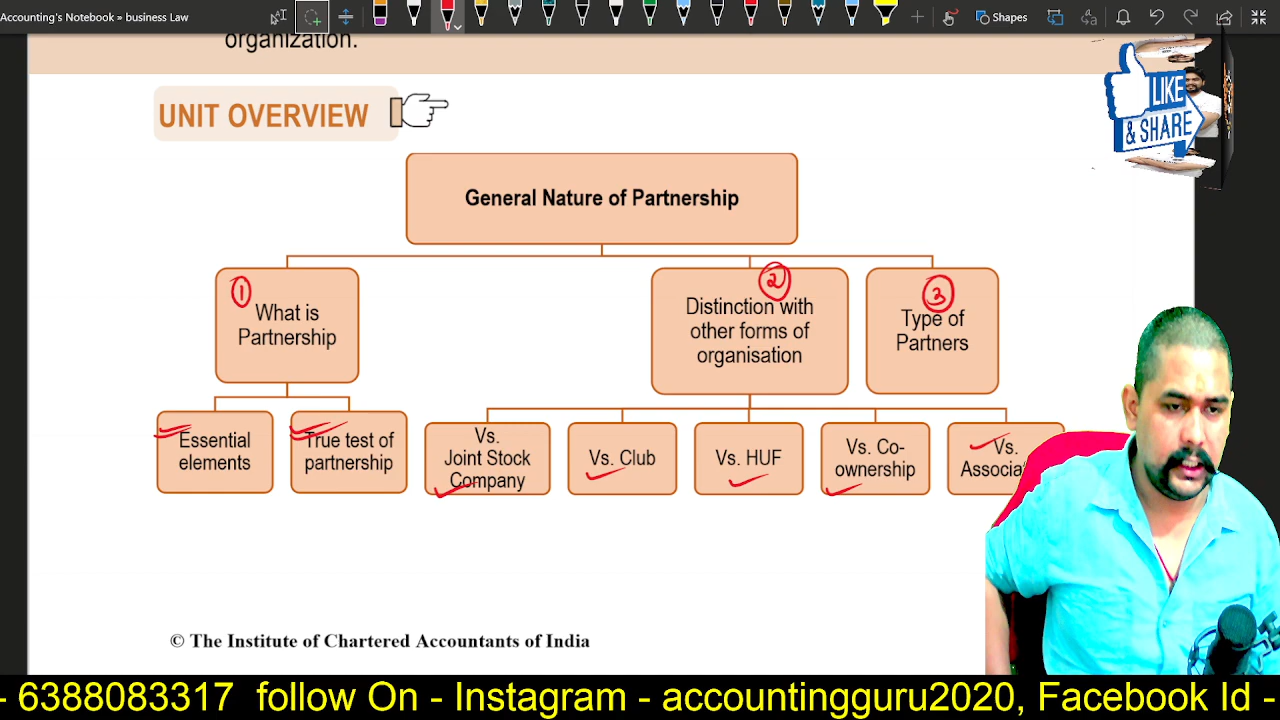 Accounting's Notebook » business Law
Shapes
organization.
UNIT OVERVIEW
LIKE
& SHARE
General Nature of Partnership
1
What is
Partnership
2
Distinction with
other forms of
organisation
3
Type of
Partners
Essential
elements
True test of
partnership
Vs.
Joint Stock
Company
Vs. Club
Vs. HUF
Vs. Co-
ownership
Vs.
© The Institute of Chartered Accountants of India
- 6388083317 follow On - Instagram - accountingguru2020, Facebook Id -